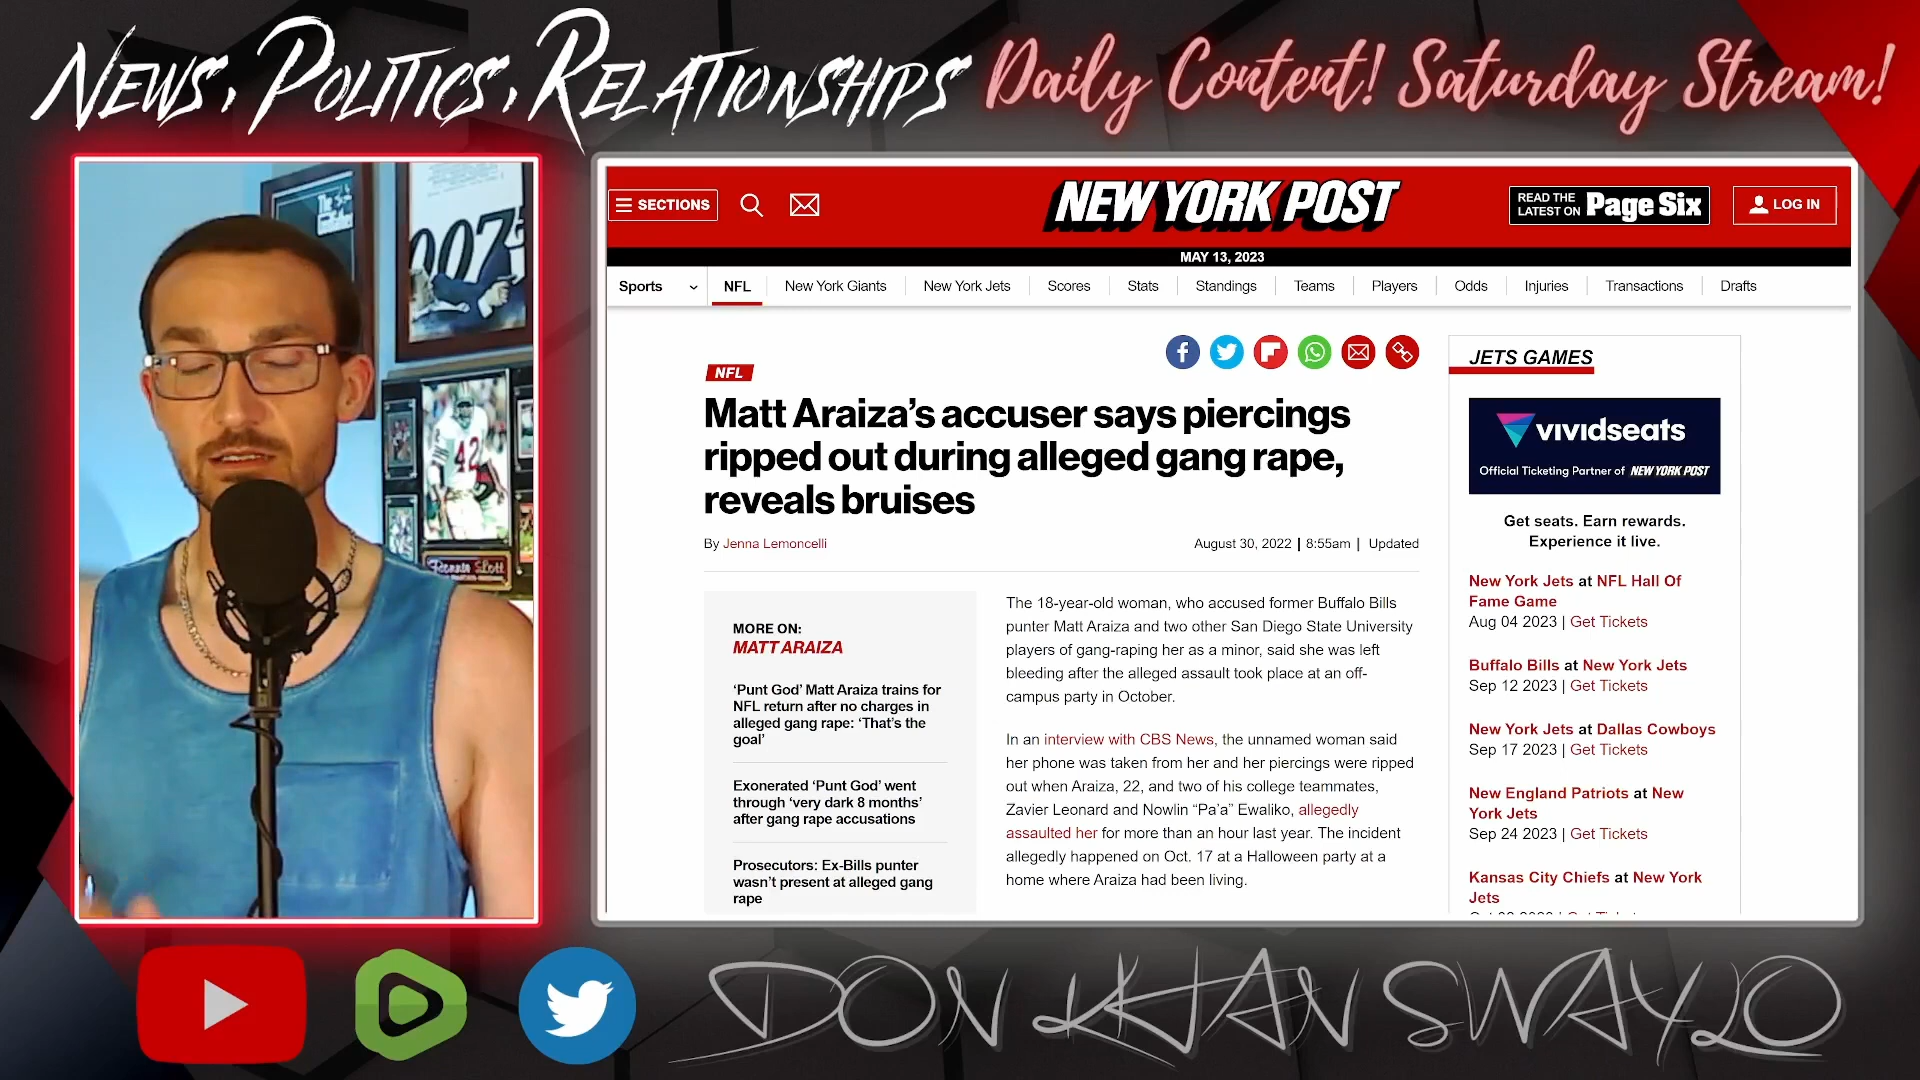 News, Politics, Relationships
Daily Content! Saturday Stream!
The
007
42
Ronnie Lott
SECTIONS
NEW YORK POST
READ THE
LATEST ON
Page Six
LOG IN
MAY 13, 2023
Sports
NFL
New York Giants
New York Jets
Scores
Stats
Standings
Teams
Players
Odds
Injuries
Transactions
Drafts
NFL
Matt Araiza's accuser says piercings
ripped out during alleged gang rape,
reveals bruises
By Jenna Lemoncelli
August 30, 2022 | 8:55am | Updated
MORE ON:
MATT ARAIZA
'Punt God' Matt Araiza trains for
NFL return after no charges in
alleged gang rape: 'That's the
goal'
Exonerated 'Punt God' went
through 'very dark 8 months'
after gang rape accusations
Prosecutors: Ex-Bills punter
wasn't present at alleged gang
rape
The 18-year-old woman, who accused former Buffalo Bills
punter Matt Araiza and two other San Diego State University
players of gang-raping her as a minor, said she was left
bleeding after the alleged assault took place at an off-
campus party in October.
In an interview with CBS News, the unnamed woman said
her phone was taken from her and her piercings were ripped
out when Araiza, 22, and two of his college teammates,
Zavier Leonard and Nowlin “Pa'a” Ewaliko, allegedly
assaulted her for more than an hour last year. The incident
allegedly happened on Oct. 17 at a Halloween party at a
home where Araiza had been living.
JETS GAMES
vividseats
Official Ticketing Partner of NEW YORK POST
Get seats. Earn rewards.
Experience it live.
New York Jets at NFL Hall Of
Fame Game
Aug 04 2023 | Get Tickets
Buffalo Bills at New York Jets
Sep 12 2023 | Get Tickets
New York Jets at Dallas Cowboys
Sep 17 2023 | Get Tickets
New England Patriots at New
York Jets
Sep 24 2023 | Get Tickets
Kansas City Chiefs at New York
Jets
DON KHAN SWAYLO